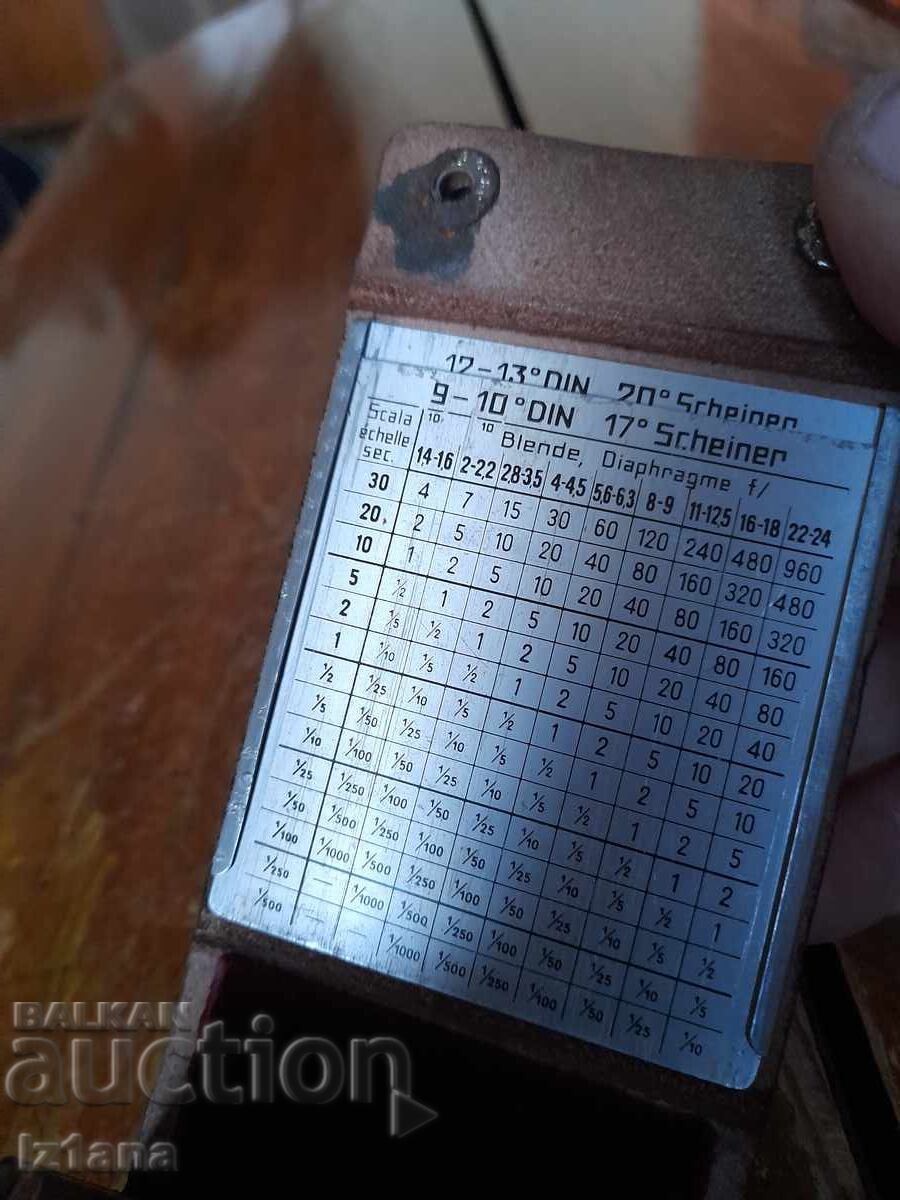 12-13°DIN 20° Scheiner
9/10-10/10°DIN 17° Scheiner
Scala Blende, Diaphragme f/
échelle
sec. 1,4-1,6 2-2,2 2,8-3,5 4-4,5 5,6-6,3 8-9 11-12,5 16-18 22-24
30 4 7 15 30 60 120 240 480 960
20 2 5 10 20 40 80 160 320 480
10 1 2 5 10 20 40 80 160 320
5 1/2 1 2 5 10 20 40 80 160
2 1/5 1/2 1 2 5 10 20 40 80
1 1/10 1/5 1/2 1 2 5 10 20 40
1/2 1/25 1/10 1/5 1/2 1 2 5 10 20
1/5 1/50 1/25 1/10 1/5 1/2 1 2 5 10
1/10 1/100 1/50 1/25 1/10 1/5 1/2 1 2 5
1/25 1/250 1/100 1/50 1/25 1/10 1/5 1/2 1 2
1/50 1/500 1/250 1/100 1/50 1/25 1/10 1/5 1/2 1
1/100 1/1000 1/500 1/250 1/100 1/50 1/25 1/10 1/5 1/2
1/250 – 1/1000 1/500 1/250 1/100 1/50 1/25 1/10 1/5
1/500 1/1000 1/500 1/250 1/100 1/50 1/25 1/10
BALKAN
auction
Iz1ana